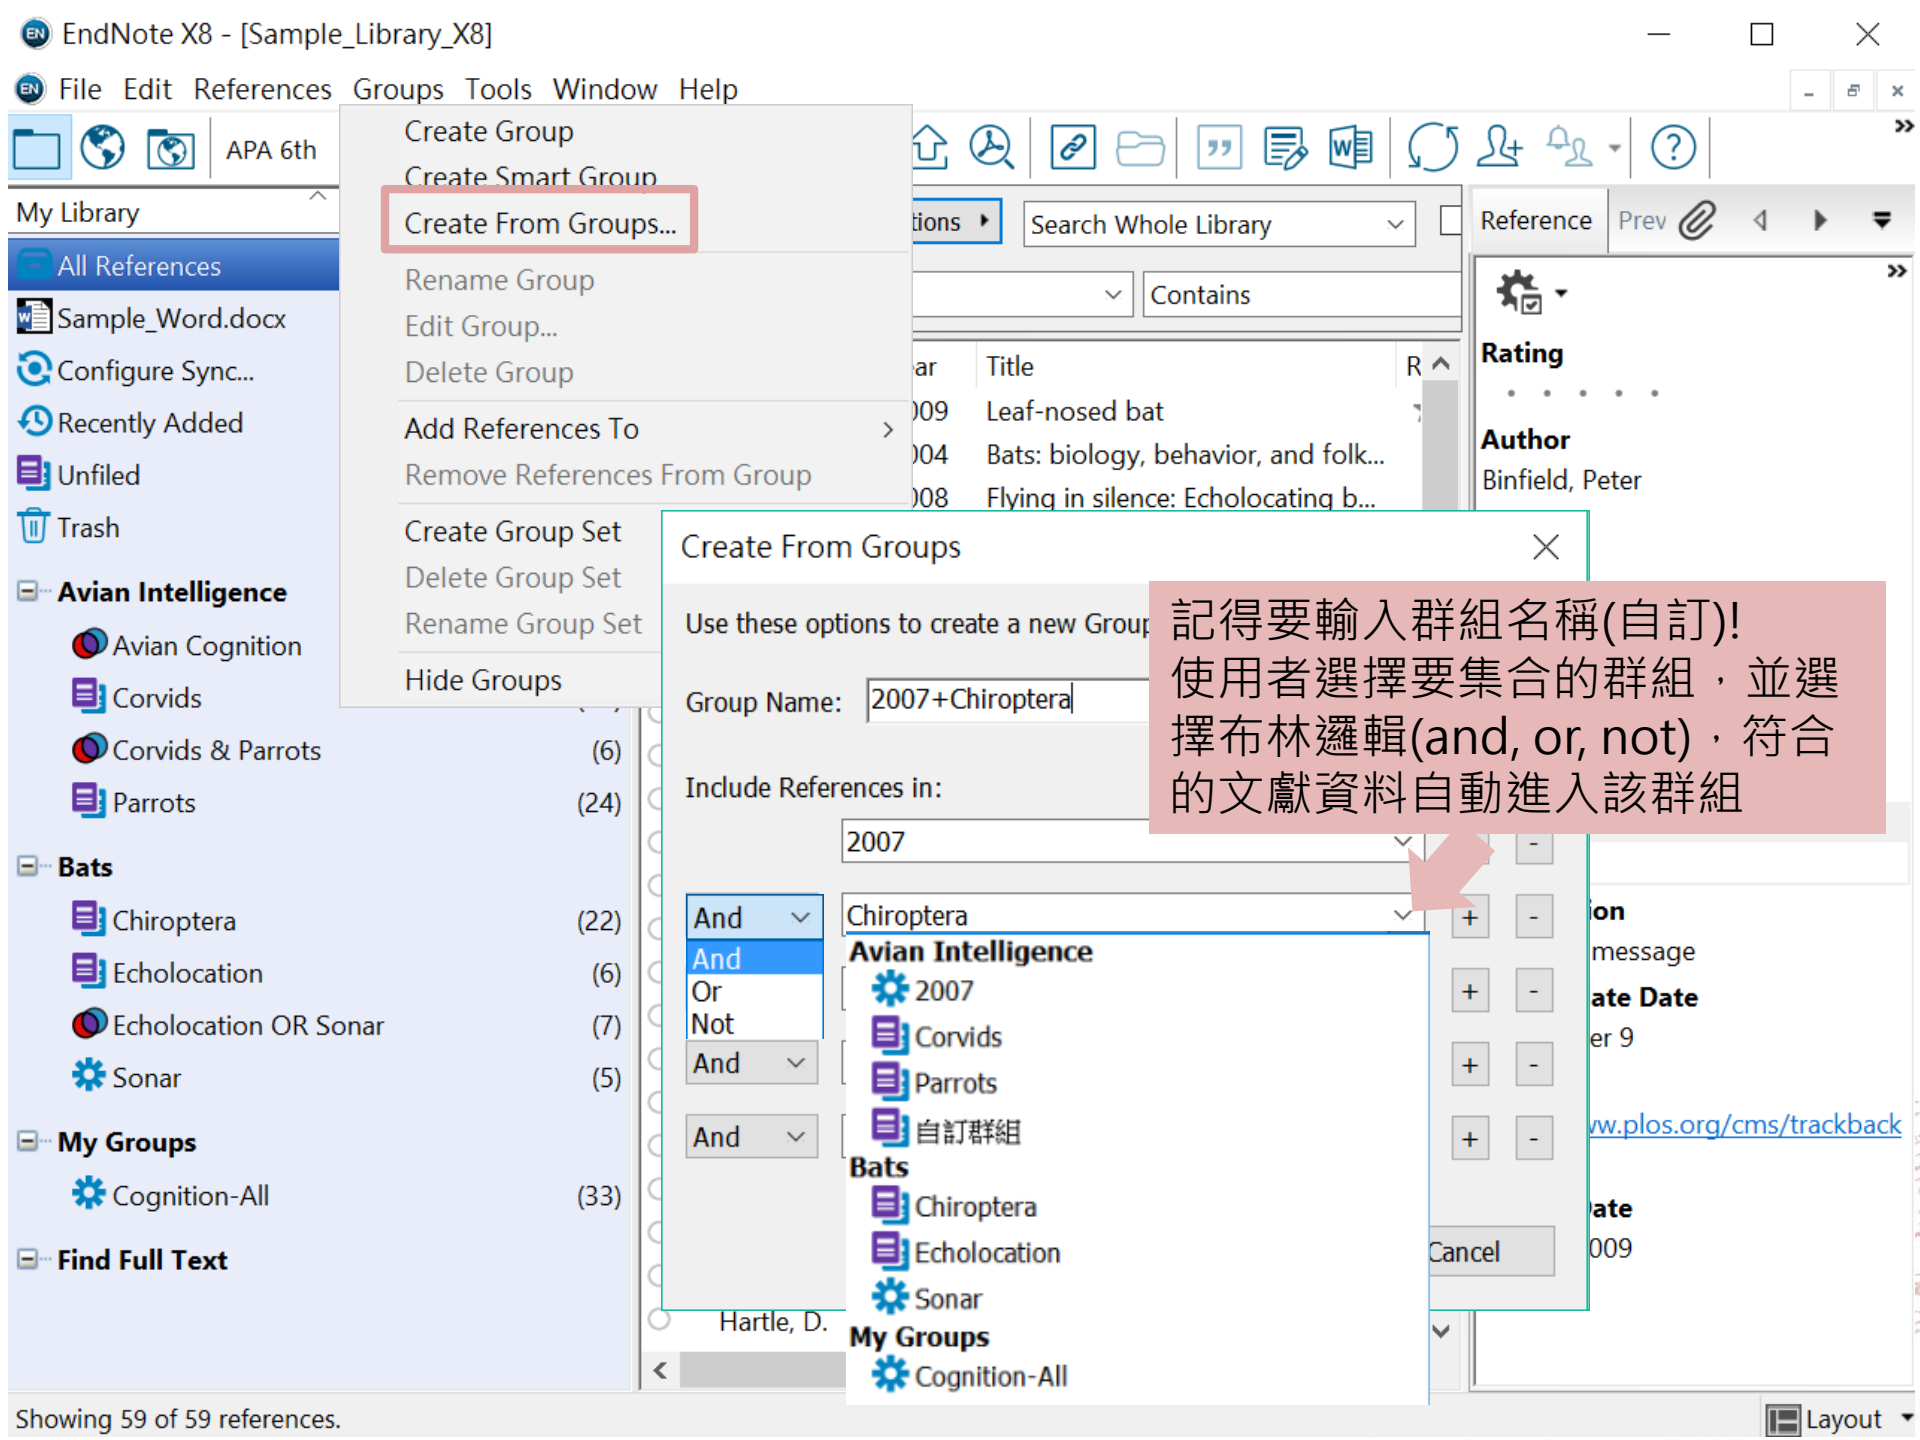 EndNote X8 - [Sample_Library_X8]
File Edit References Groups Tools Window Help
APA 6th
Create Group
Create Smart Group
Create From Groups...
Rename Group
Edit Group...
Delete Group
Add References To
Remove References From Group
Create Group Set
Delete Group Set
Rename Group Set
Hide Groups
My Library
All References
Sample_Word.docx
Configure Sync...
Recently Added
Unfiled
Trash
Avian Intelligence
Avian Cognition
Corvids
Corvids & Parrots (6)
Parrots (24)
Bats
Chiroptera (22)
Echolocation (6)
Echolocation OR Sonar (7)
Sonar (5)
My Groups
Cognition-All (33)
Find Full Text
Search Whole Library
Contains
Title
Leaf-nosed bat
Bats: biology, behavior, and folk...
Flying in silence: Echolocating b...
Hartle, D.
Reference Prev
Rating
Author
Binfield, Peter
Create From Groups
Use these options to create a new Group
Group Name: 2007+Chiroptera
Include References in:
2007
And Chiroptera + -
And
Or
Not
+ -
And + -
And + -
Avian Intelligence
2007
Corvids
Parrots
自訂群組
Bats
Chiroptera
Echolocation
Sonar
My Groups
Cognition-All
Cancel
記得要輸入群組名稱(自訂)!
使用者選擇要集合的群組，並選
擇布林邏輯(and, or, not)，符合
的文獻資料自動進入該群組
message
ate Date
er 9
w.plos.org/cms/trackback
ate
009
Showing 59 of 59 references.
Layout